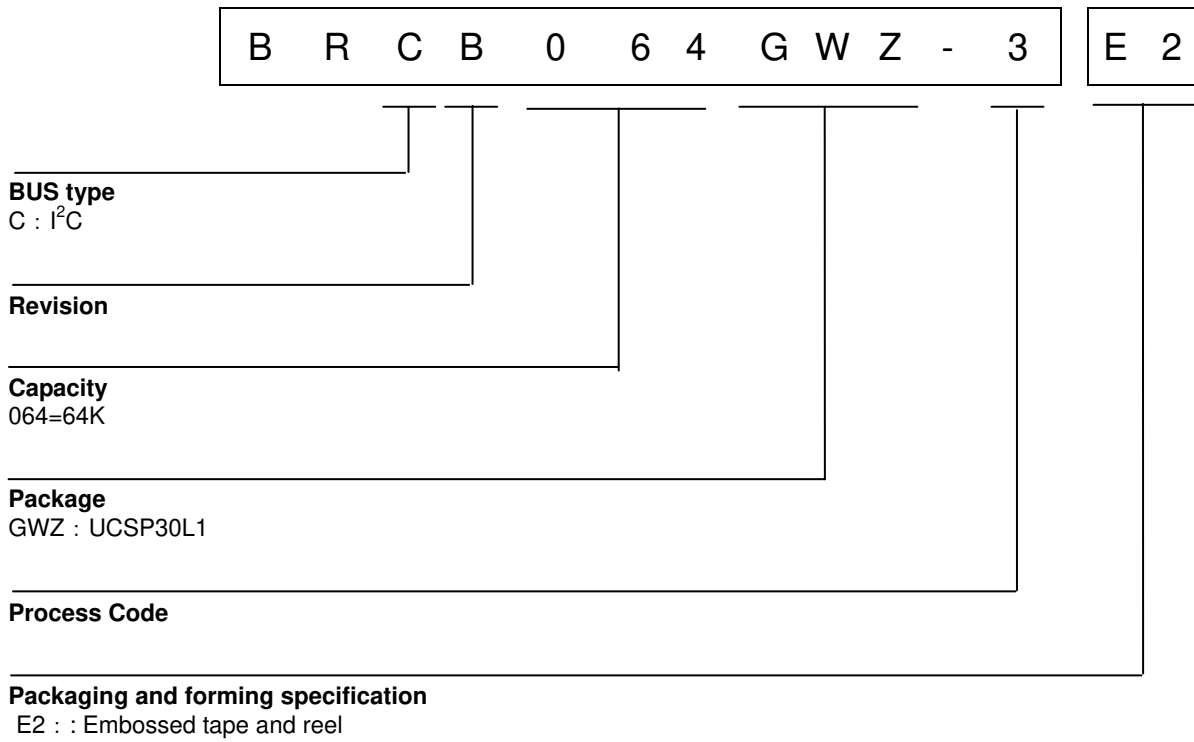 B R C B 0 6 4 G W Z - 3 E 2
BUS type
C : I²C
Revision
Capacity
064=64K
Package
GWZ : UCSP30L1
Process Code
Packaging and forming specification
E2 : : Embossed tape and reel